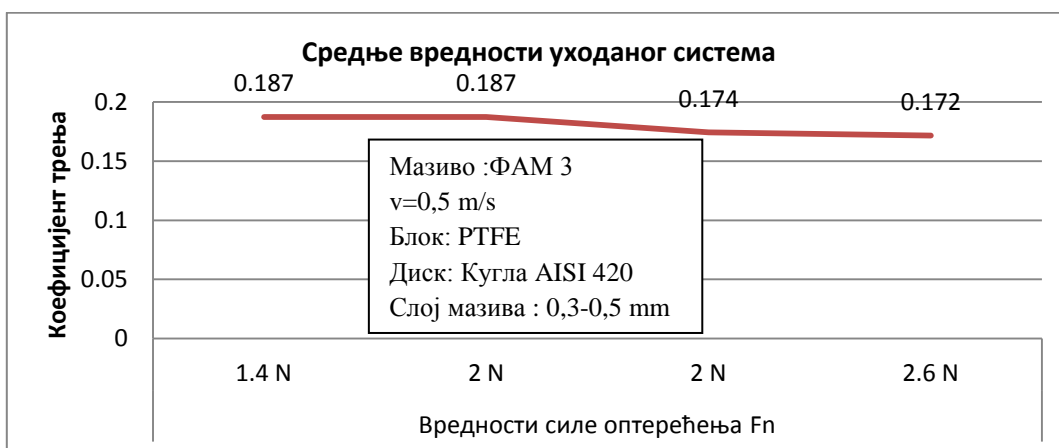 Средње вредности уходаног система
0.187 0.187 0.174 0.172
0.2
0.15
0.1
0.05
0
Коефицијент трења
Мазиво :ФАМ 3
v=0,5 m/s
Блок: PTFE
Диск: Кугла AISI 420
Слој мазива : 0,3-0,5 mm
1.4 N 2 N 2 N 2.6 N
Вредности силе оптерећења Fn